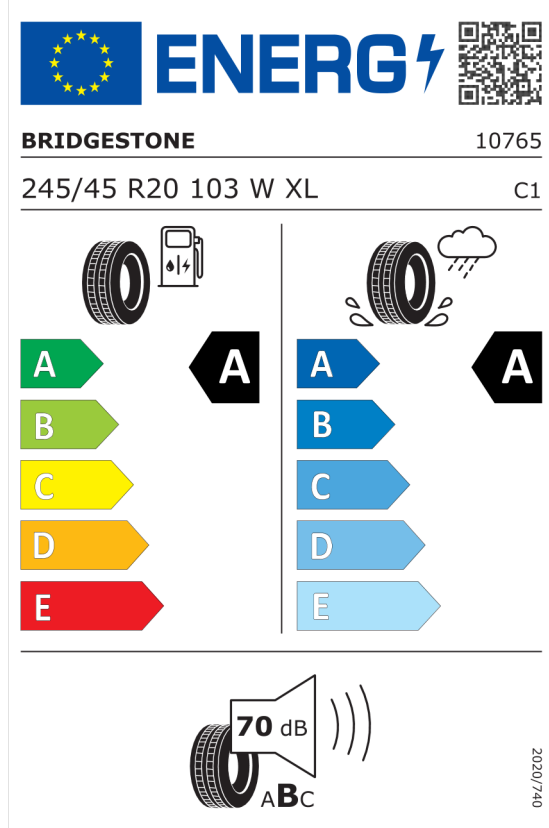 ENERG
BRIDGESTONE 10765
245/45 R20 103 W XL C1
A A A A
B B
C C
D D
E E
70 dB
ABC
2020/740